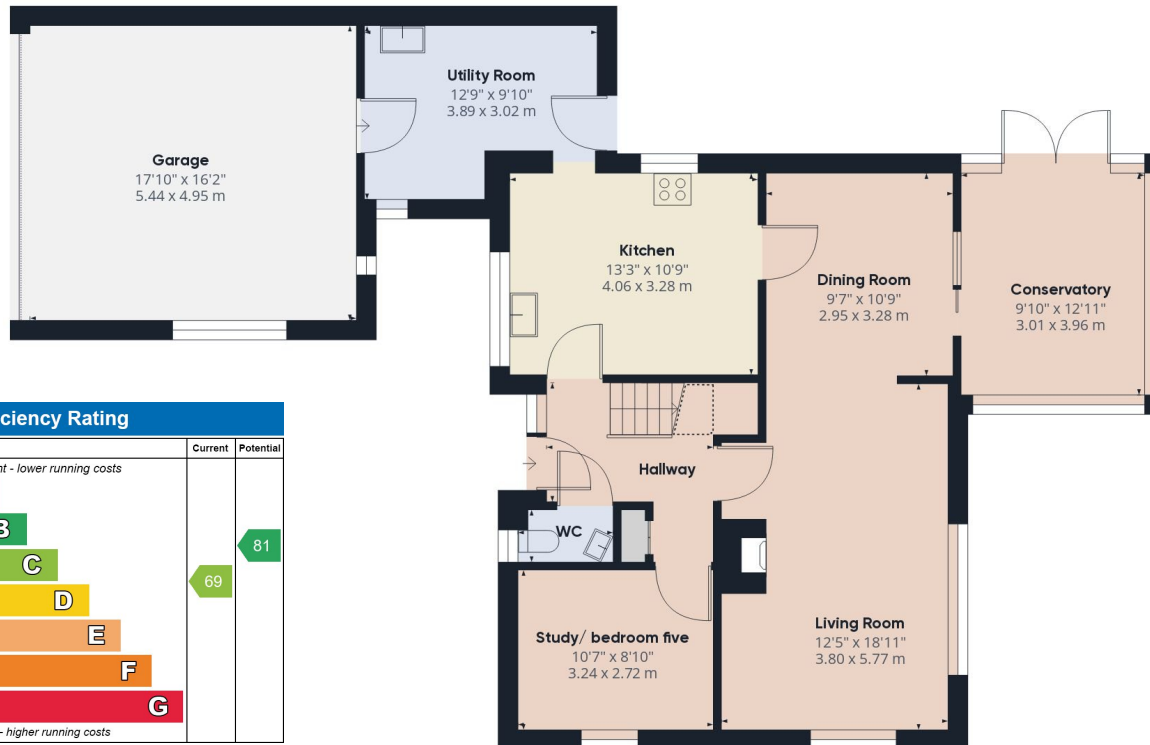 Utility Room
12'9" x 9'10"
3.89 x 3.02 m
Garage
17'10" x 16'2"
5.44 x 4.95 m
Kitchen
13'3" x 10'9"
4.06 x 3.28 m
Dining Room
9'7" x 10'9"
2.95 x 3.28 m
Conservatory
9'10" x 12'11"
3.01 x 3.96 m
Hallway
WC
Study/ bedroom five
10'7" x 8'10"
3.24 x 2.72 m
Living Room
12'5" x 18'11"
3.80 x 5.77 m
ciency Rating
Current Potential
nt - lower running costs
B
C
D
E
F
G
81
69
- higher running costs